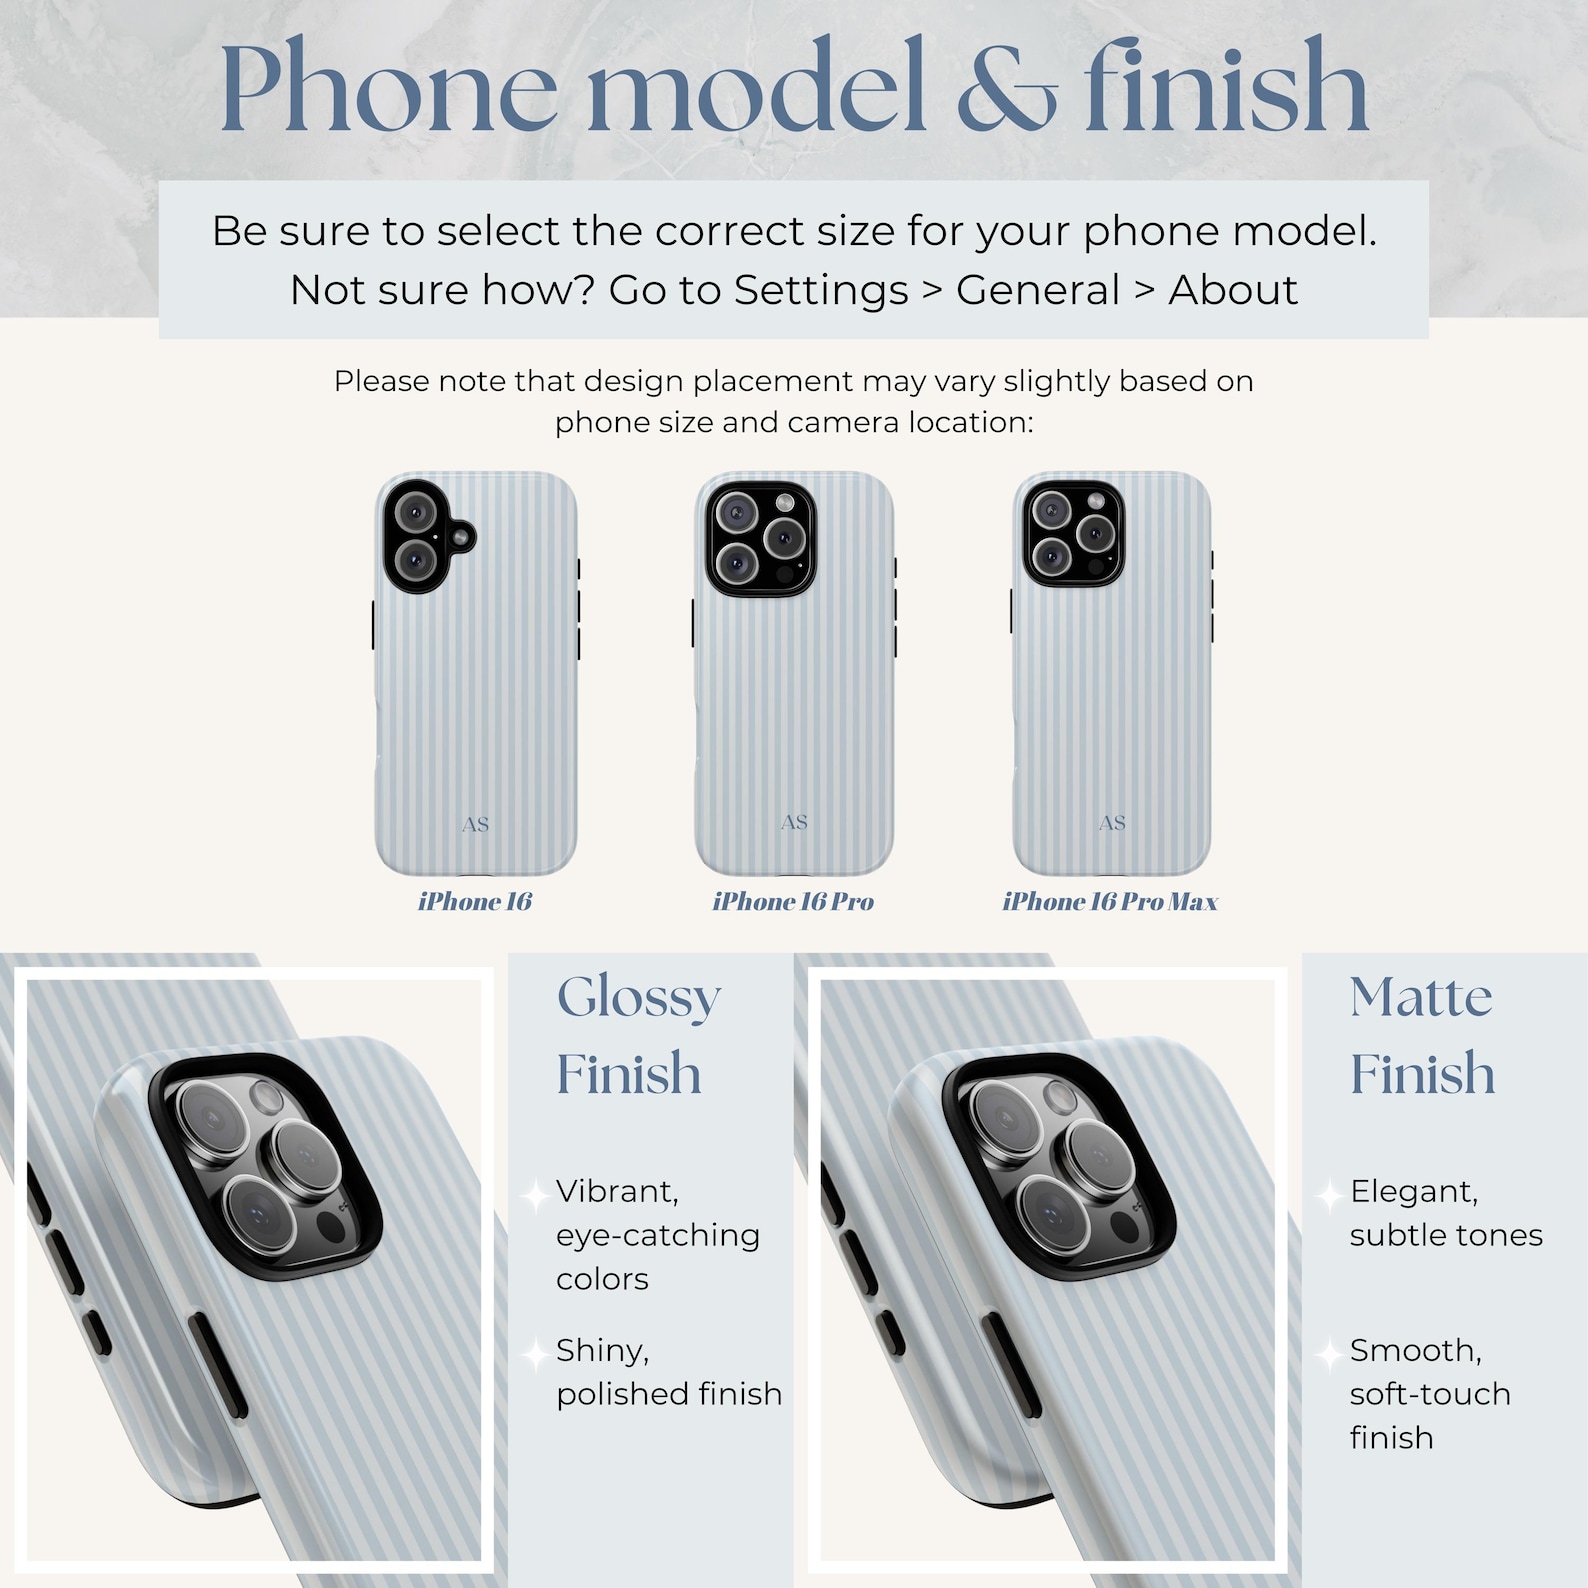 Phone model & finish
Be sure to select the correct size for your phone model.
Not sure how? Go to Settings > General > About
Please note that design placement may vary slightly based on
phone size and camera location:
AS
AS
AS
iPhone 16
iPhone 16 Pro
iPhone 16 Pro Max
Glossy
Finish
Vibrant,
eye-catching
colors
Shiny,
polished finish
Matte
Finish
Elegant,
subtle tones
Smooth,
soft-touch
finish